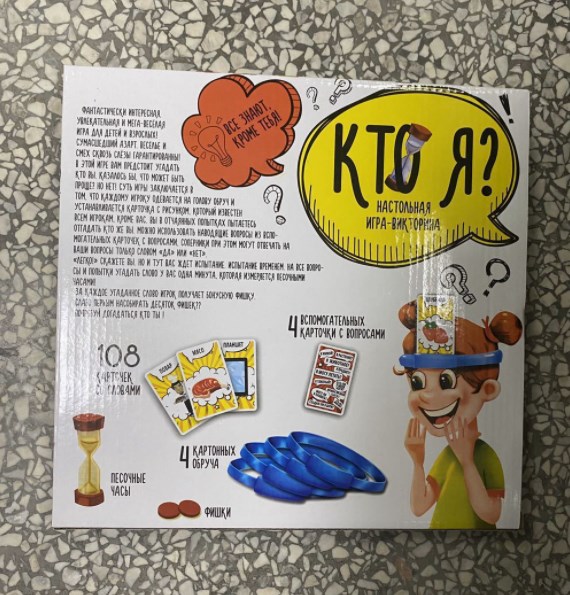 ФАНТАСТИЧЕСКИ ИНТЕРЕСНАЯ,
УВЛЕКАТЕЛЬНАЯ И МЕГА-ВЕСЕЛАЯ
ИГРА ДЛЯ ДЕТЕЙ И ВЗРОСЛЫХ!
СУМАСШЕДШИЙ АЗАРТ, ВЕСЕЛЬЕ И
СМЕХ СКВОЗЬ СЛЕЗЫ ГАРАНТИРОВАННЫ!
В ЭТОЙ ИГРЕ ВАМ ПРЕДСТОИТ УГАДАТЬ
КТО ВЫ. КАЗАЛОСЬ БЫ, ЧТО МОЖЕТ БЫТЬ
ПРОЩЕ? НО НЕТ! СУТЬ ИГРЫ ЗАКЛЮЧАЕТСЯ В
ТОМ, ЧТО КАЖДОМУ ИГРОКУ ОДЕВАЕТСЯ НА ГОЛОВУ ОБРУЧ И
УСТАНАВЛИВАЕТСЯ КАРТОЧКА С РИСУНКОМ, КОТОРЫЙ ИЗВЕСТЕН
ВСЕМ ИГРОКАМ, КРОМЕ ВАС. ВЫ В ОТЧАЯННЫХ ПОПЫТКАХ ПЫТАЕТЕСЬ
ОТГАДАТЬ КТО ЖЕ ВЫ. МОЖНО ИСПОЛЬЗОВАТЬ НАВОДЯЩИЕ ВОПРОСЫ ИЗ ВСПО-
МОГАТЕЛЬНЫХ КАРТОЧЕК С ВОПРОСАМИ. СОПЕРНИКИ ПРИ ЭТОМ МОГУТ ОТВЕЧАТЬ НА
ВАШИ ВОПРОСЫ ТОЛЬКО СЛОВОМ «ДА» ИЛИ «НЕТ»
«ЛЕГКО» СКАЖЕТЕ ВЫ. НО И ТУТ ВАС ЖДЕТ ИСПЫТАНИЕ. ИСПЫТАНИЕ ВРЕМЕНЕМ. НА ВСЕ ВОПРО-
СЫ И ПОПЫТКИ УГАДАТЬ СЛОВО У ВАС ОДНА МИНУТА, КОТОРАЯ ИЗМЕРЯЕТСЯ ПЕСОЧНЫМИ
ЧАСАМИ!
ЗА КАЖДОЕ УГАДАННОЕ СЛОВО ИГРОК ПОЛУЧАЕТ БОНУСНУЮ ФИШКУ.
ПЕРВЫМ НАСОБИРАТЬ ДЕСЯТОК ФИШЕК??
ДОГАДАТЬСЯ КТО ТЫ!
ВСЕ ЗНАЮТ,
КРОМЕ ТЕБЯ!
КТО Я?
НАСТОЛЬНАЯ
ИГРА-ВИКТОРИНА
108
КАРТОЧЕК
СО СЛОВАМИ
ПОВАР
МЯСО
ПЛАНШЕТ
4 ВСПОМОГАТЕЛЬНЫХ
КАРТОЧКИ С ВОПРОСАМИ
4 КАРТОННЫХ
ОБРУЧА
ПЕСОЧНЫЕ
ЧАСЫ
ФИШКИ